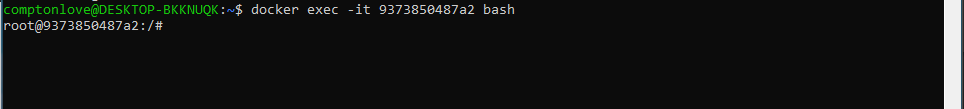 comptonlove@DESKTOP-BKKNUQK:~$ docker exec -it 9373850487a2 bash
root@9373850487a2:/#